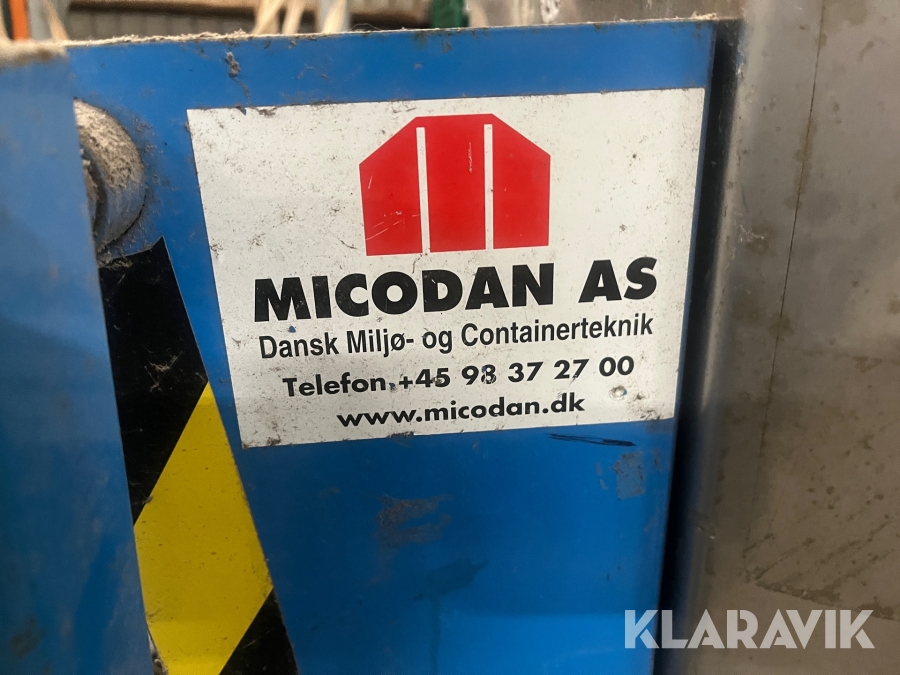 MICODAN AS
Dansk Miljø- og Containerteknik
Telefon. +45 98 37 27 00
www.micodan.dk
KLARAVIK